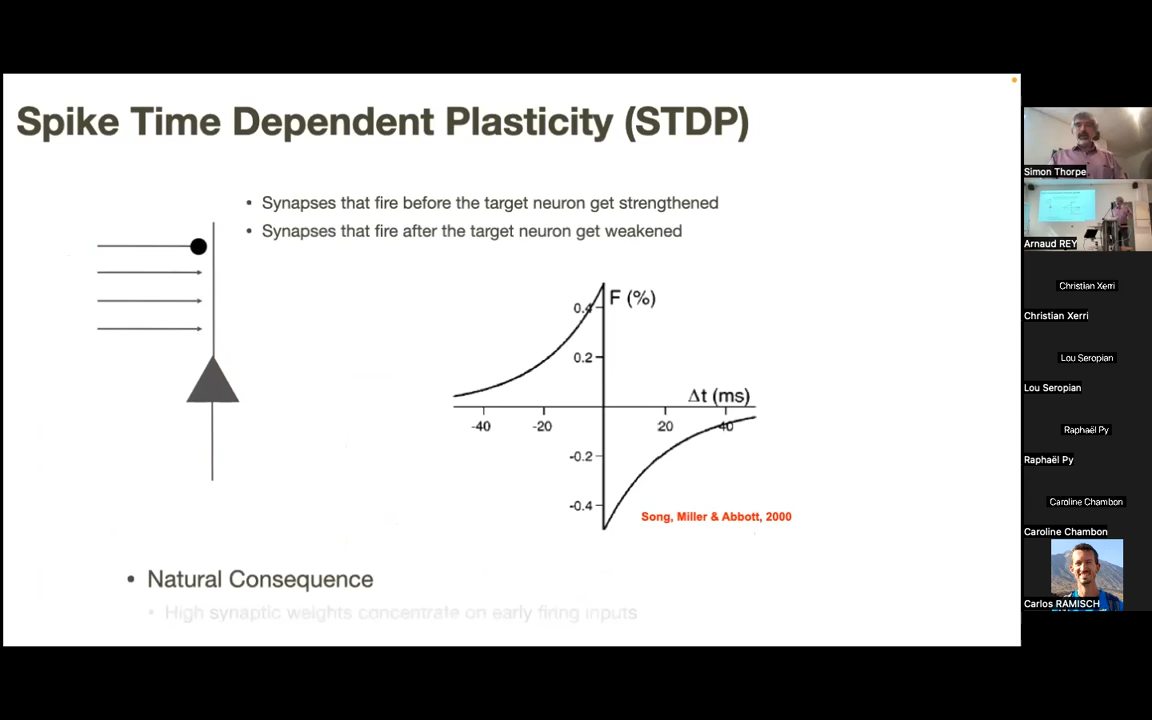 Spike Time Dependent Plasticity (STDP)
• Synapses that fire before the target neuron get strengthened
• Synapses that fire after the target neuron get weakened
0.4
F (%)
0.2
Δt (ms)
-40
-20
20
40
-0.2
-0.4
Song, Miller & Abbott, 2000
• Natural Consequence
• High synaptic weights concentrate on early firing inputs
Simon Thorpe
Arnaud REY
Christian Xerri
Christian Xerri
Lou Seropian
Lou Seropian
Raphaël Py
Raphaël Py
Caroline Chambon
Caroline Chambon
Carlos RAMISCH